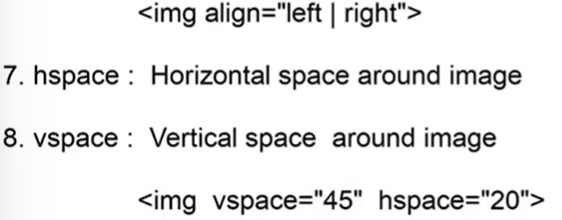 <img align="left | right">
7. hspace : Horizontal space around image
8. vspace : Vertical space around image
<img vspace="45" hspace="20">